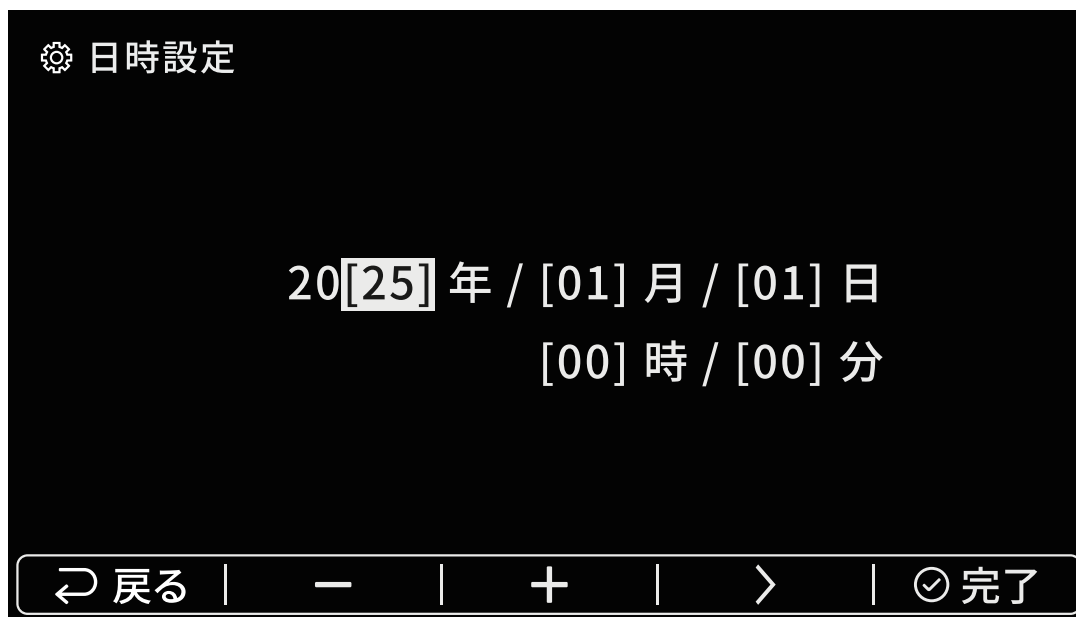 日時設定
20[25] 年 / [01] 月 / [01] 日
[00] 時 / [00] 分
戻る | − | + | > | 完了